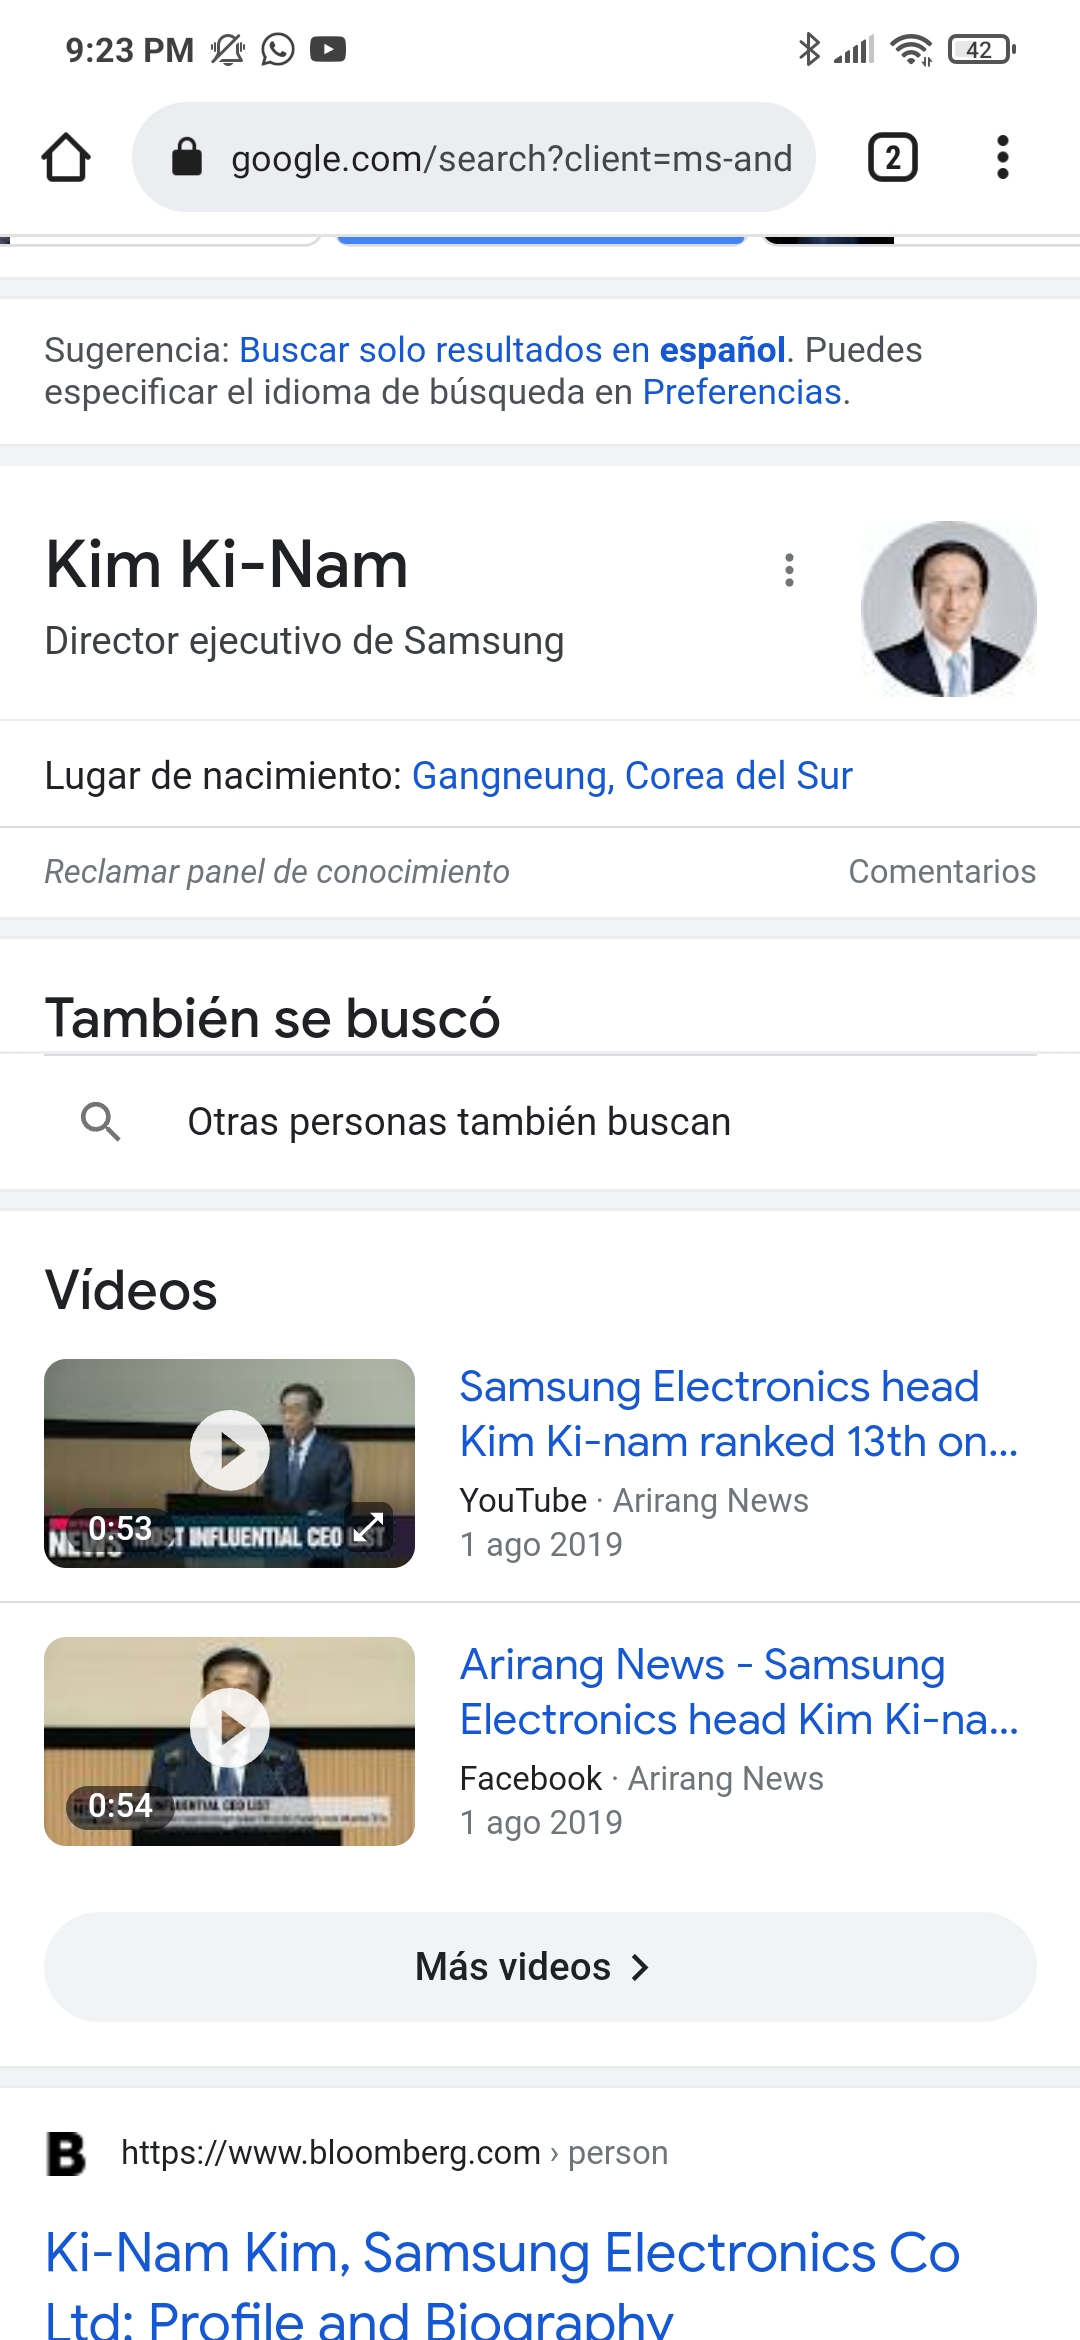 9:23 PM
42
google.com/search?client=ms-and
2
Sugerencia: Buscar solo resultados en español. Puedes
especificar el idioma de búsqueda en Preferencias.
Kim Ki-Nam
Director ejecutivo de Samsung
Lugar de nacimiento: Gangneung, Corea del Sur
Reclamar panel de conocimiento
Comentarios
También se buscó
Otras personas también buscan
Vídeos
Samsung Electronics head
Kim Ki-nam ranked 13th on...
YouTube · Arirang News
1 ago 2019
0:53
NEWS
INFLUENTIAL CEO
Arirang News - Samsung
Electronics head Kim Ki-na...
Facebook · Arirang News
1 ago 2019
0:54
CEO LIST
Más videos >
B
https://www.bloomberg.com › person
Ki-Nam Kim, Samsung Electronics Co
Ltd: Profile and Biography